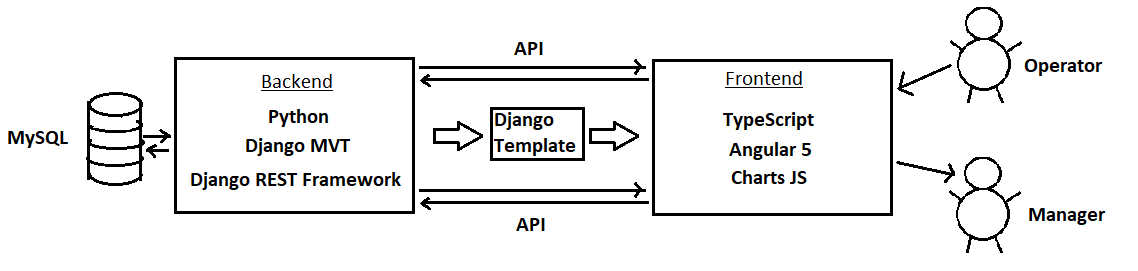 MySQL
Backend
Python
Django MVT
Django REST Framework
API
Django
Template
API
Frontend
TypeScript
Angular 5
Charts JS
Operator
Manager